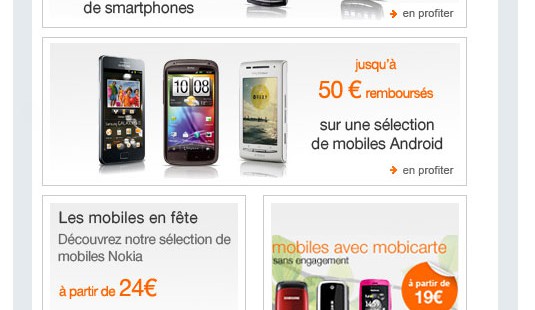 de smartphones
en profiter
jusqu'à
50 € remboursés
sur une sélection
de mobiles Android
en profiter
10 08
Les mobiles en fête
Découvrez notre sélection de
mobiles Nokia
à partir de 24€
mobiles avec mobicarte
sans engagement
à partir de
19€